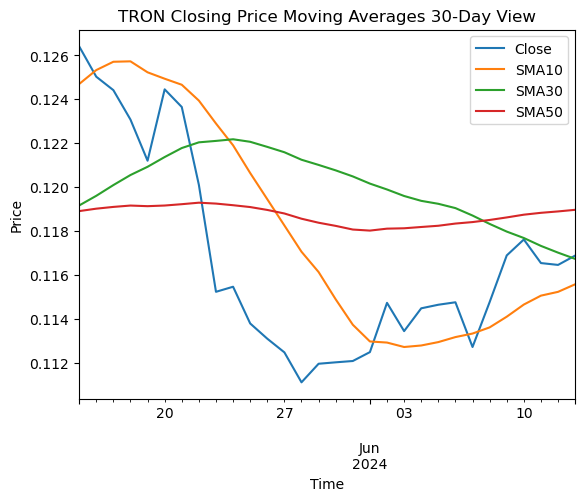 TRON Closing Price Moving Averages 30-Day View
Close
SMA10
SMA30
SMA50
0.126
0.124
0.122
0.120
0.118
0.116
0.114
0.112
Price
20
27
03
10
Jun
2024
Time